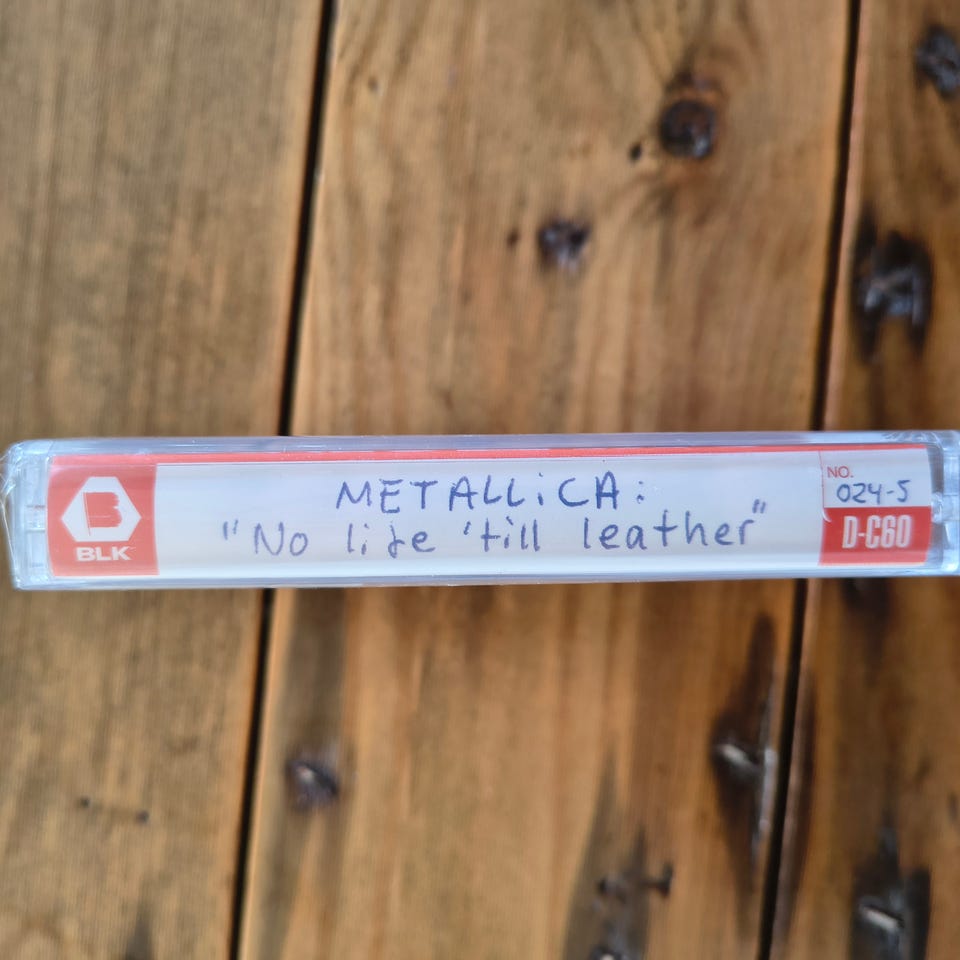 METALLiCA:
"No life 'till leather"
BLK
NO.
024-5
D-C60